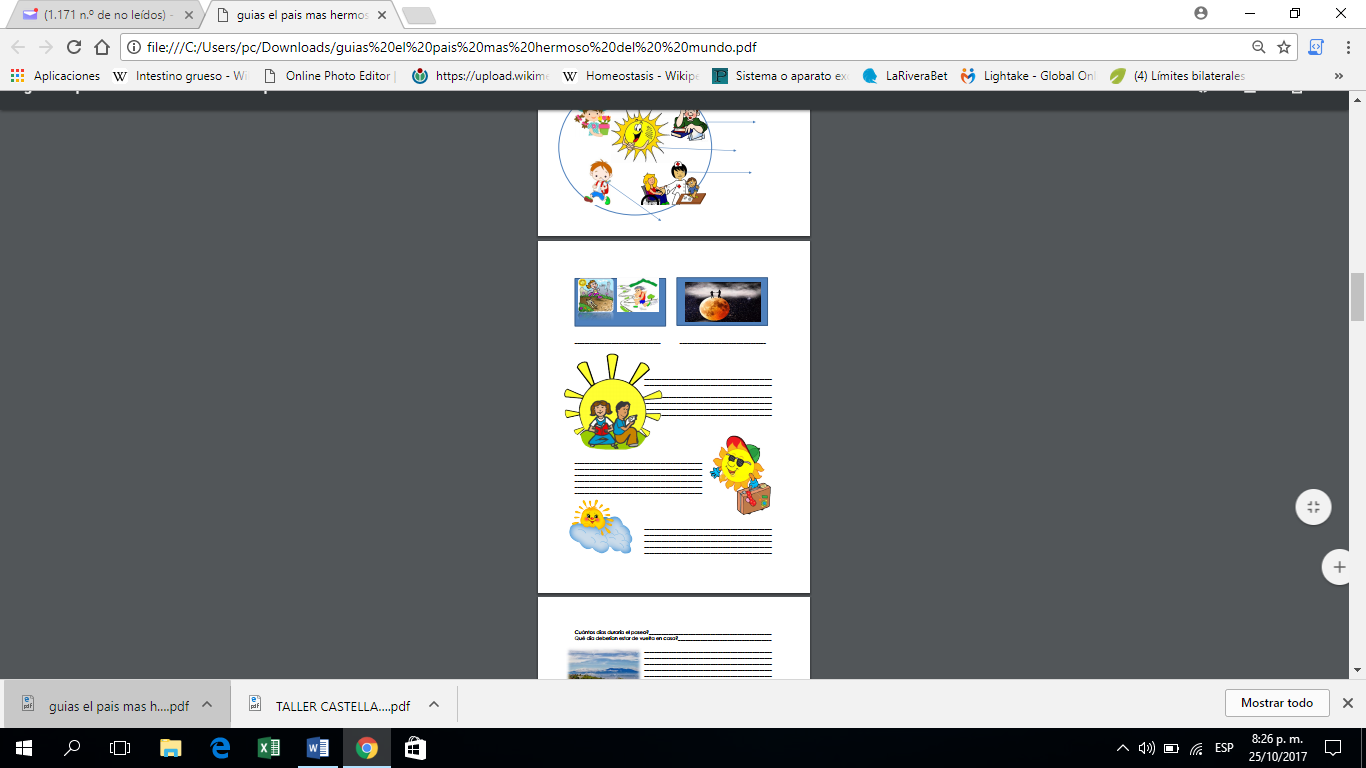 (1.171 n.º de no leídos) -
guias el pais mas hermos
file:///C:/Users/pc/Downloads/guias%20el%20pais%20mas%20hermoso%20del%20%20mundo.pdf
Aplicaciones
Intestino grueso - Wi
Online Photo Editor |
https://upload.wikime
Homeostasis - Wikipe
Sistema o aparato exc
LaRiveraBet
Lightake - Global Onl
(4) Límites bilaterales
»
Cuántos días duraría el paseo?
Qué día deberían estar de vuelta en casa?
guias el pais mas h....pdf
TALLER CASTELLA....pdf
Mostrar todo
ESP
8:26 p. m.
25/10/2017